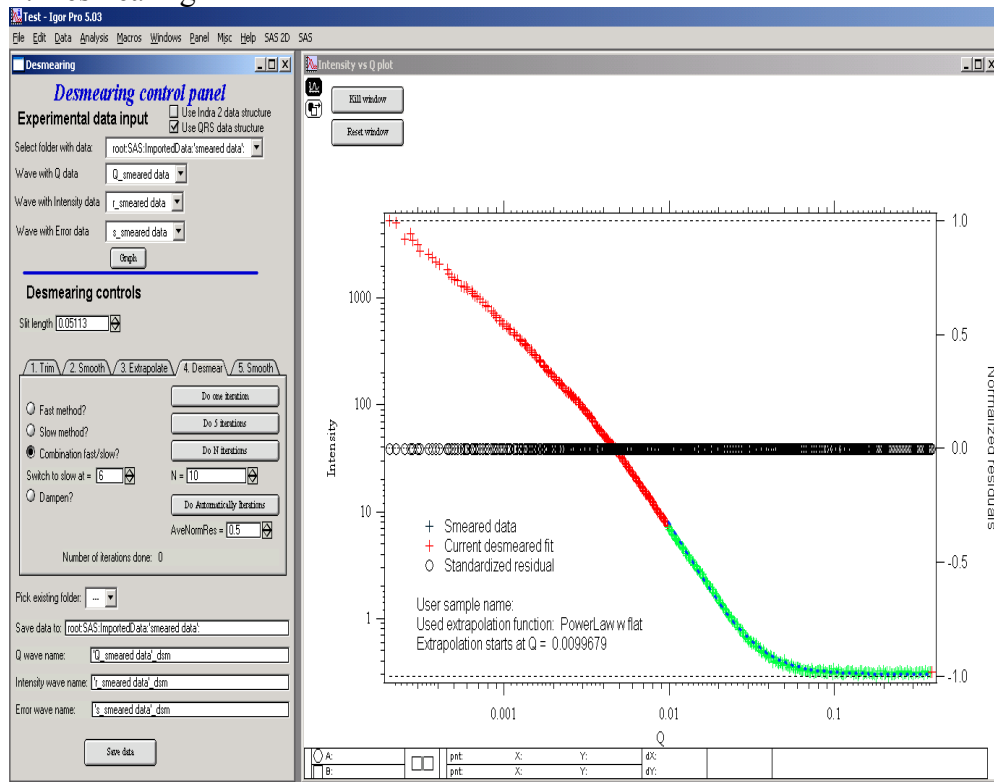 Test - Igor Pro 5.03
File Edit Data Analysis Macros Windows Panel Misc Help SAS 2D SAS
Desmearing
Desmearing control panel
Experimental data input
Use Indra 2 data structure
Use QRS data structure
Select folder with data: root:SAS:ImportedData:'smeared data':
Wave with Q data Q_smeared data
Wave with Intensity data r_smeared data
Wave with Error data s_smeared data
Graph
Desmearing controls
Slit length 0.05113
1. Trim 2. Smooth 3. Extrapolate 4. Desmear 5. Smooth
Do one iteration
Fast method?
Do 5 iterations
Slow method?
Combination fast/slow?
Do N iterations
Switch to slow at = 6
N = 10
Dampen?
Do Automatically Iterations
AveNormRes = 0.5
Number of iterations done: 0
Pick existing folder: ---
Save data to: root:SAS:ImportedData:'smeared data':
Q wave name: 'Q_smeared data'_dsm
Intensity wave name: 'r_smeared data'_dsm
Error wave name: 's_smeared data'_dsm
Save data
Intensity vs Q plot
Kill window
Reset window
1000
100
10
1
Intensity
1.0
0.5
0.0
-0.5
-1.0
Normalized residuals
Smeared data
Current desmeared fit
Standardized residual
User sample name:
Used extrapolation function: PowerLaw w flat
Extrapolation starts at Q = 0.0099679
0.001 0.01 0.1
Q
A: pnt: X: Y: dX:
B: pnt: X: Y: dY: